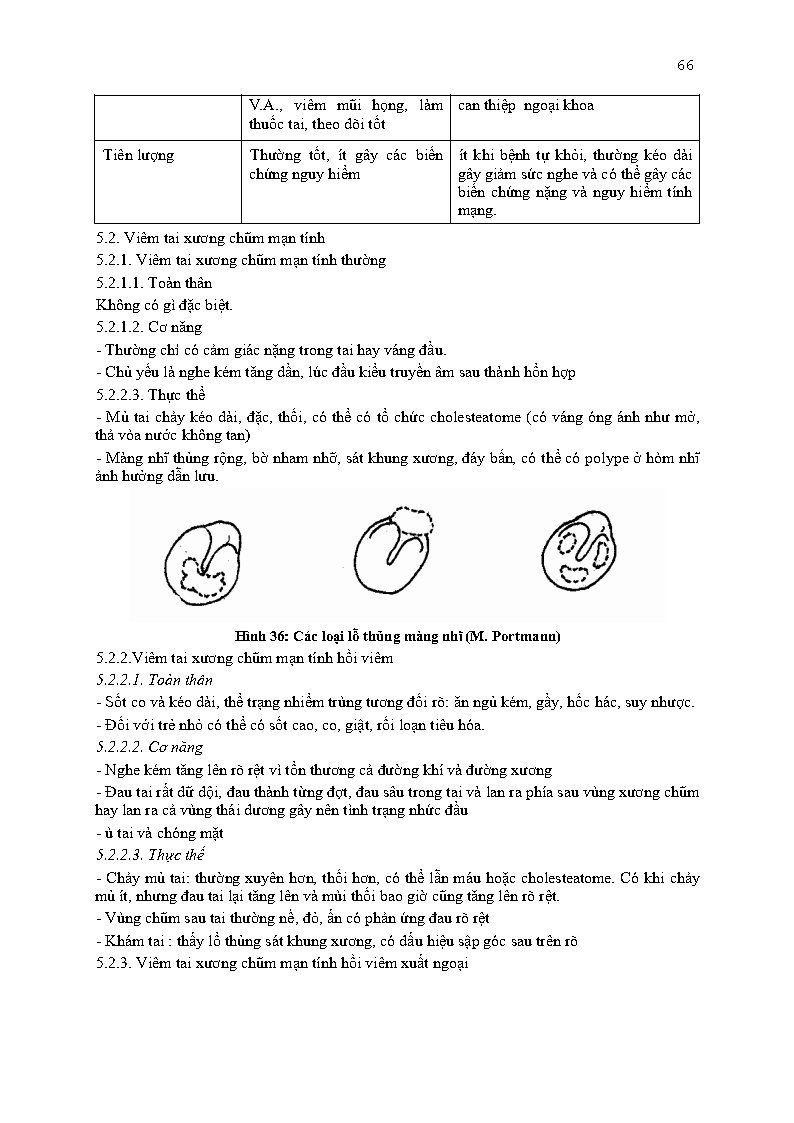 66
V.A., viêm mũi họng, làm
thuốc tai, theo dõi tốt
can thiệp ngoại khoa
Tiên lượng
Thường tốt, ít gây các biến
chứng nguy hiểm
ít khi bệnh tự khỏi, thường kéo dài
gây giảm sức nghe và có thể gây các
biến chứng nặng và nguy hiểm tính
mạng.
5.2. Viêm tai xương chũm mạn tính
5.2.1. Viêm tai xương chũm mạn tính thường
5.2.1.1. Toàn thân
Không có gì đặc biệt.
5.2.1.2. Cơ năng
- Thường chỉ có cảm giác nặng trong tai hay váng đầu.
- Chủ yếu là nghe kém tăng dần, lúc đầu kiểu truyền âm sau thành hổn hợp
5.2.2.3. Thực thể
- Mủ tai chảy kéo dài, đặc, thối, có thể có tổ chức cholesteatome (có váng óng ánh như mở,
thả vòa nước không tan)
- Màng nhĩ thủng rộng, bờ nham nhỡ, sát khung xương, đáy bẩn, có thể có polype ở hòm nhĩ
ảnh hưởng dẫn lưu.
Hình 36: Các loại lỗ thũng màng nhĩ (M. Portmann)
5.2.2.Viêm tai xương chũm mạn tính hồi viêm
5.2.2.1. Toàn thân
- Sốt co và kéo dài, thể trạng nhiểm trùng tương đối rõ: ăn ngủ kém, gầy, hốc hác, suy nhược.
- Đối với trẻ nhỏ có thể có sốt cao, co, giật, rối loạn tiêu hóa.
5.2.2.2. Cơ năng
- Nghe kém tăng lên rõ rệt vì tổn thương cả đường khí và đường xương
- Đau tai rất dữ dội, đau thành từng đợt, đau sâu trong tai và lan ra phía sau vùng xương chũm
hay lan ra cả vùng thái dương gây nên tình trạng nhức đầu
- ù tai và chóng mặt
5.2.2.3. Thực thể
- Chảy mủ tai: thường xuyên hơn, thối hơn, có thể lẫn máu hoặc cholesteatome. Có khi chảy
mủ ít, nhưng đau tai lại tăng lên và mùi thối bao giờ cũng tăng lên rõ rệt.
- Vùng chũm sau tai thường nề, đỏ, ấn có phản ứng đau rõ rệt
- Khám tai : thấy lổ thủng sát khung xương, có dấu hiệu sập góc sau trên rõ
5.2.3. Viêm tai xương chũm mạn tính hồi viêm xuất ngoại